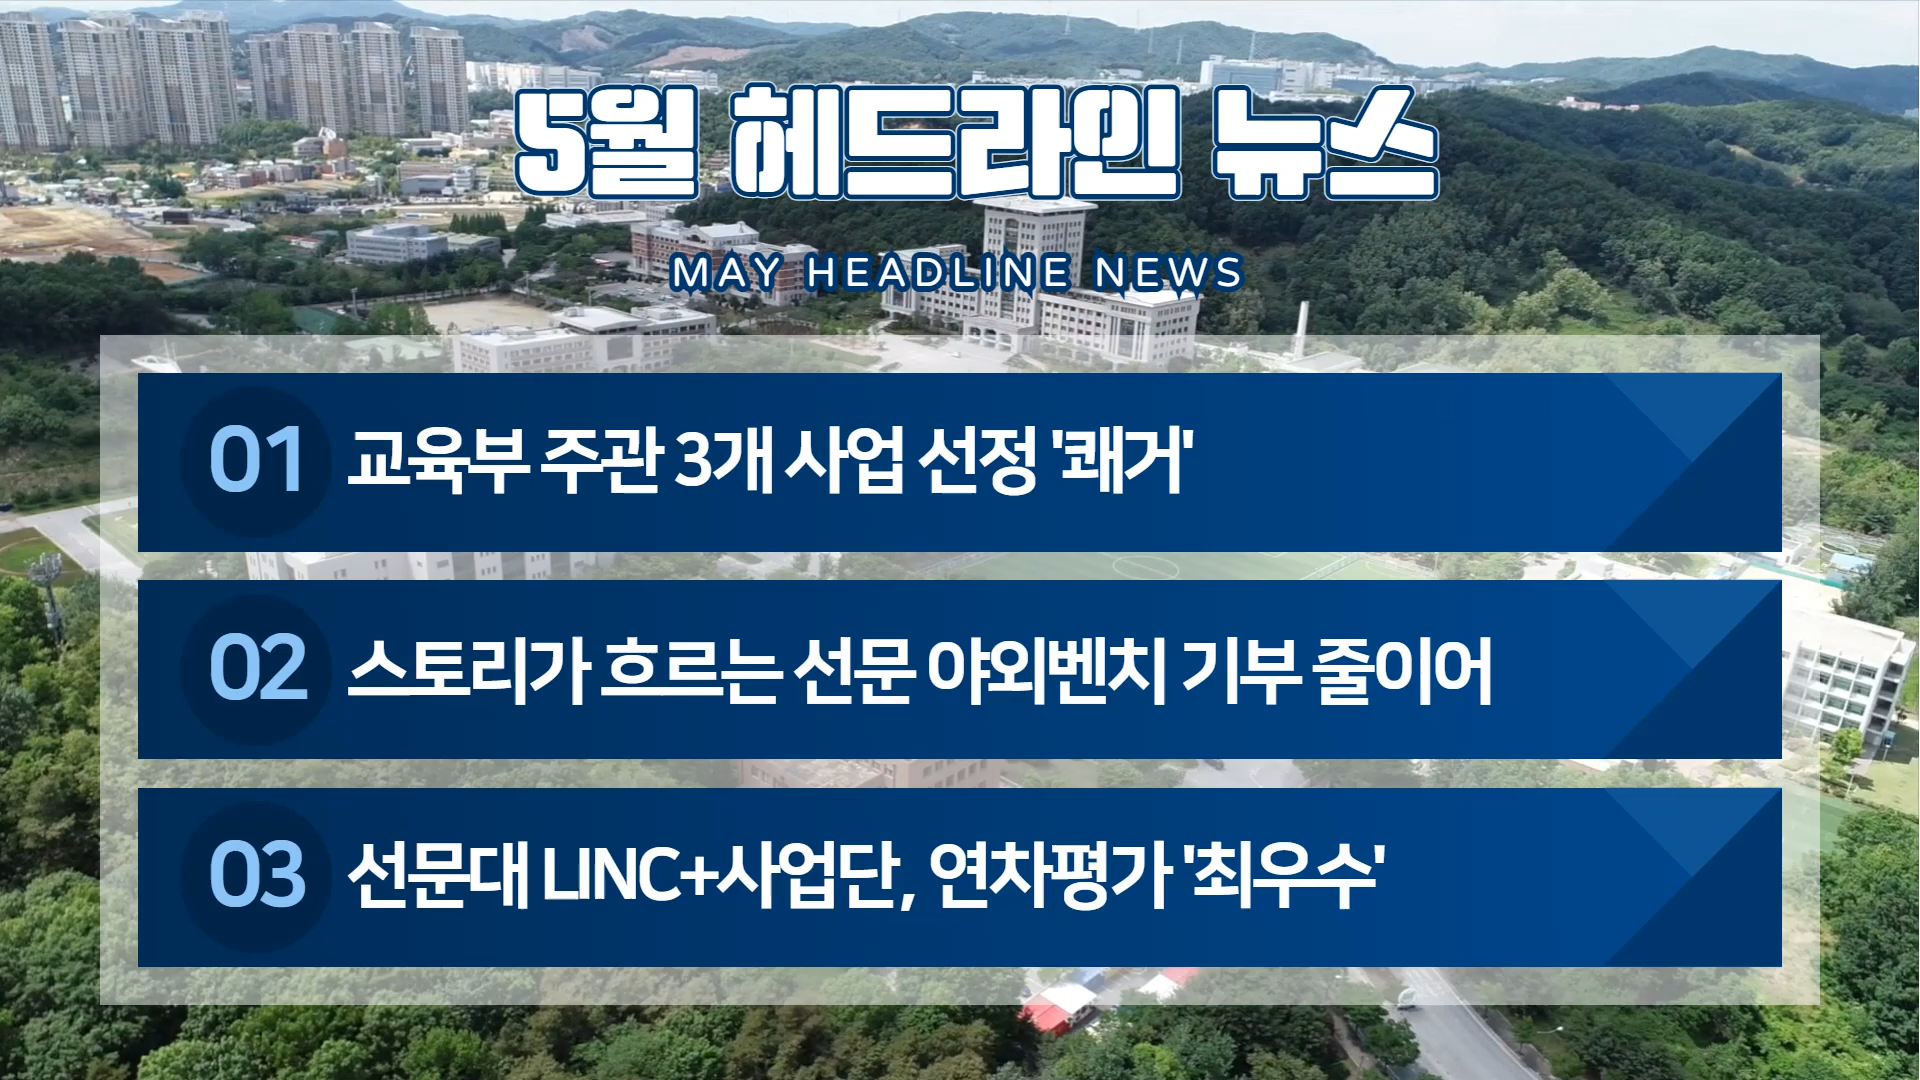 5월 헤드라인 뉴스
MAY HEADLINE NEWS
01 교육부 주관 3개 사업 선정 '쾌거'
02 스토리가 흐르는 선문 야외벤치 기부 줄이어
03 선문대 LINC+사업단, 연차평가 '최우수'